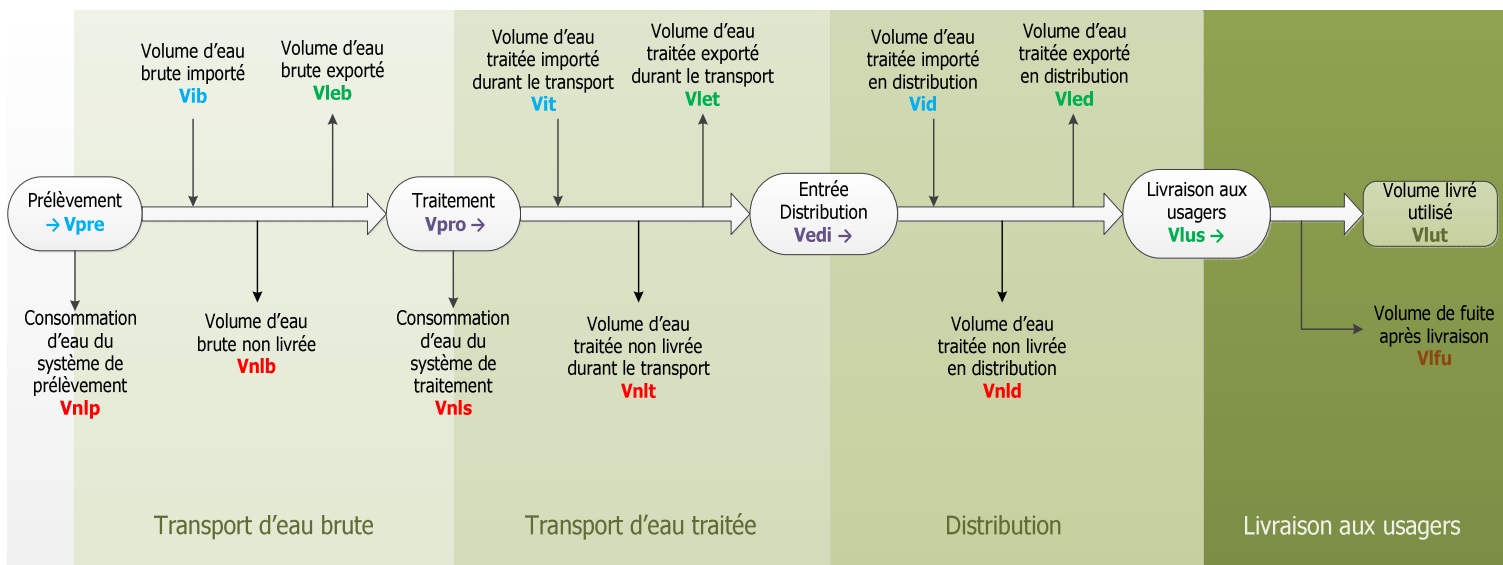 Volume d'eau
brute importé
Vib
Volume d'eau
brute exporté
Vleb
Volume d'eau
traitée importé
durant le transport
Vit
Volume d'eau
traitée exporté
durant le transport
Vlet
Volume d'eau
traitée importé
en distribution
Vid
Volume d'eau
traitée exporté
en distribution
Vled
Prélèvement
→ Vpre
Traitement
Vpro →
Entrée
Distribution
Vedi →
Livraison aux
usagers
Vlus →
Volume livré
utilisé
Vlut
Consommation
d'eau du
système de
prélèvement
Vnlp
Volume d'eau
brute non livrée
Vnlb
Consommation
d'eau du
système de
traitement
Vnls
Volume d'eau
traitée non livrée
durant le transport
Vnlt
Volume d'eau
traitée non livrée
en distribution
Vnld
Volume de fuite
après livraison
Vlfu
Transport d'eau brute
Transport d'eau traitée
Distribution
Livraison aux usagers